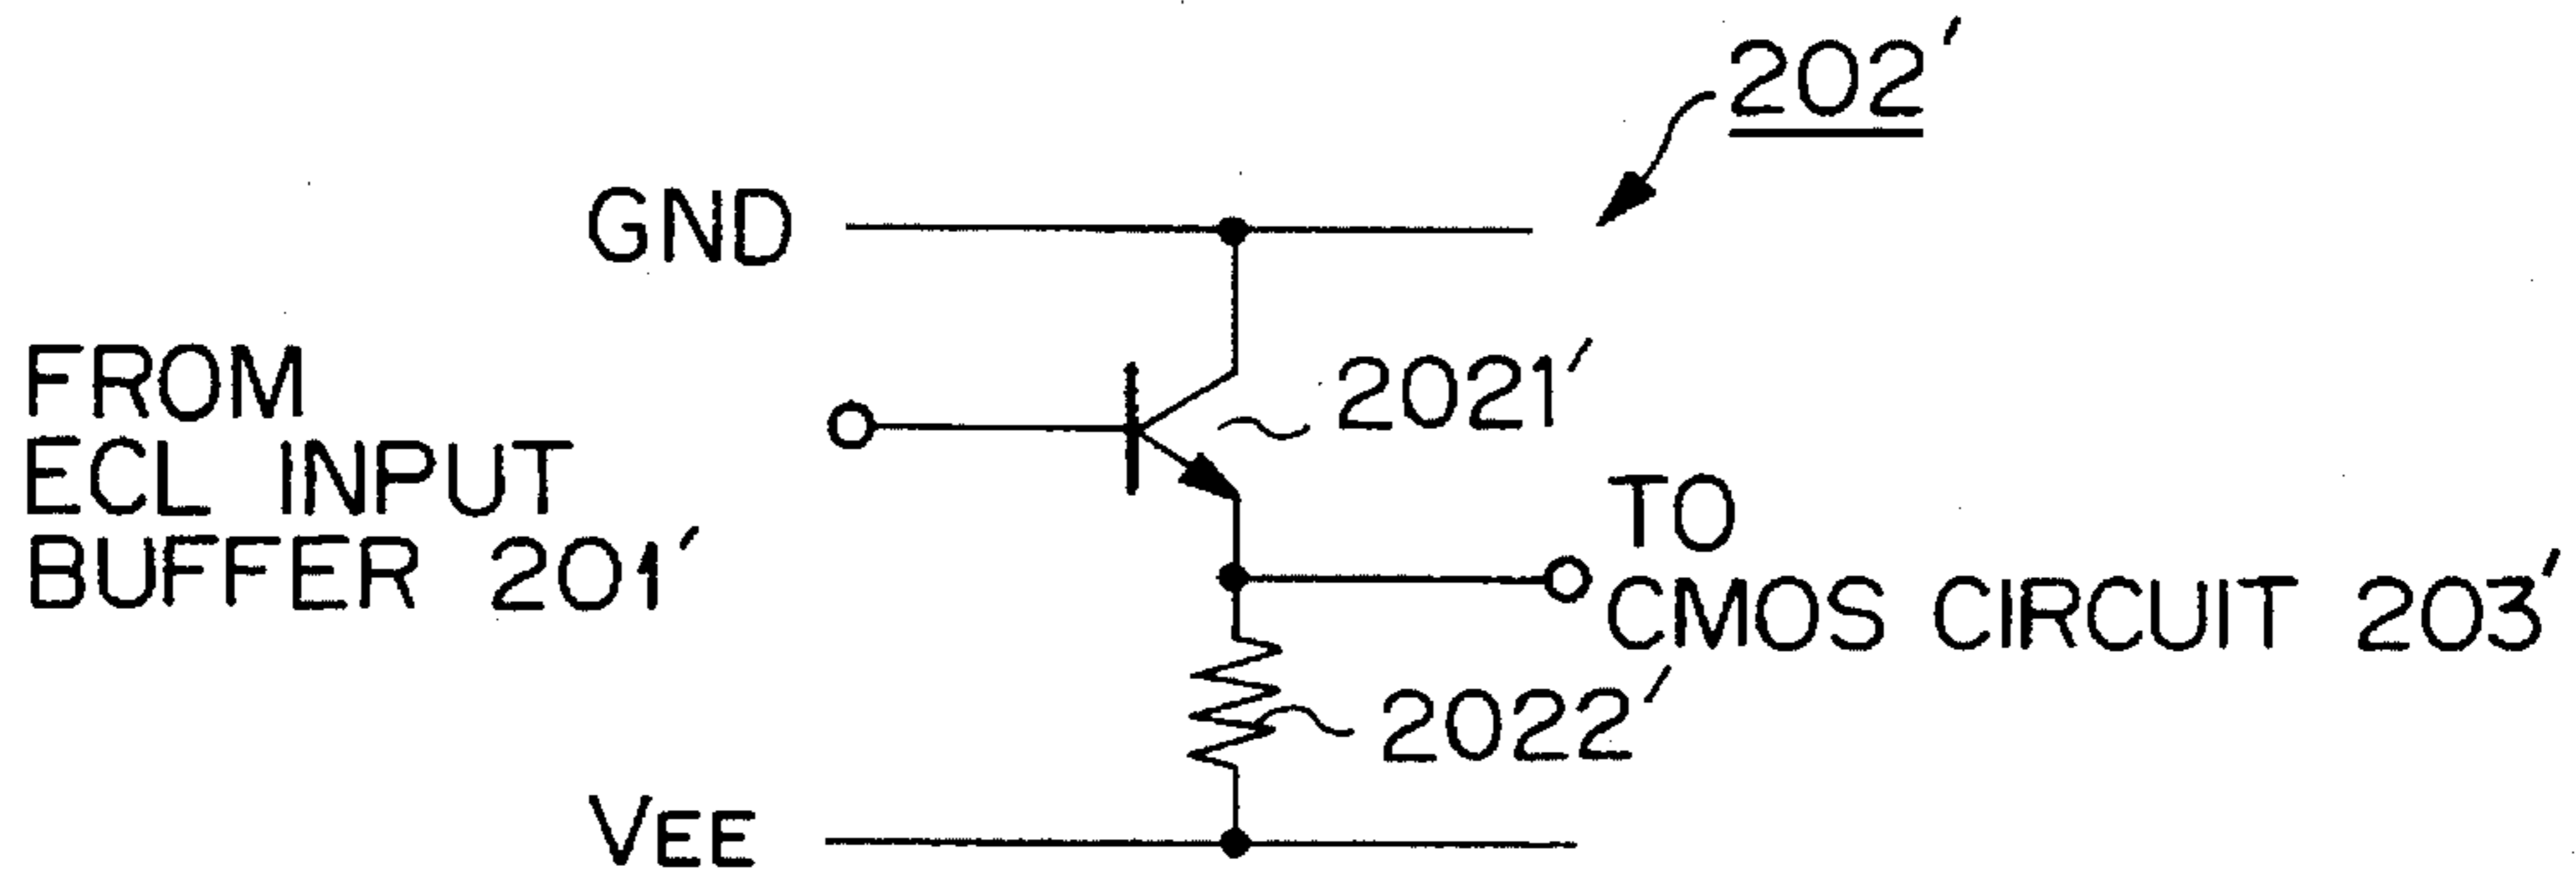 202'
GND
FROM
ECL INPUT
BUFFER 201'
2021'
TO
CMOS CIRCUIT 203'
2022'
VEE